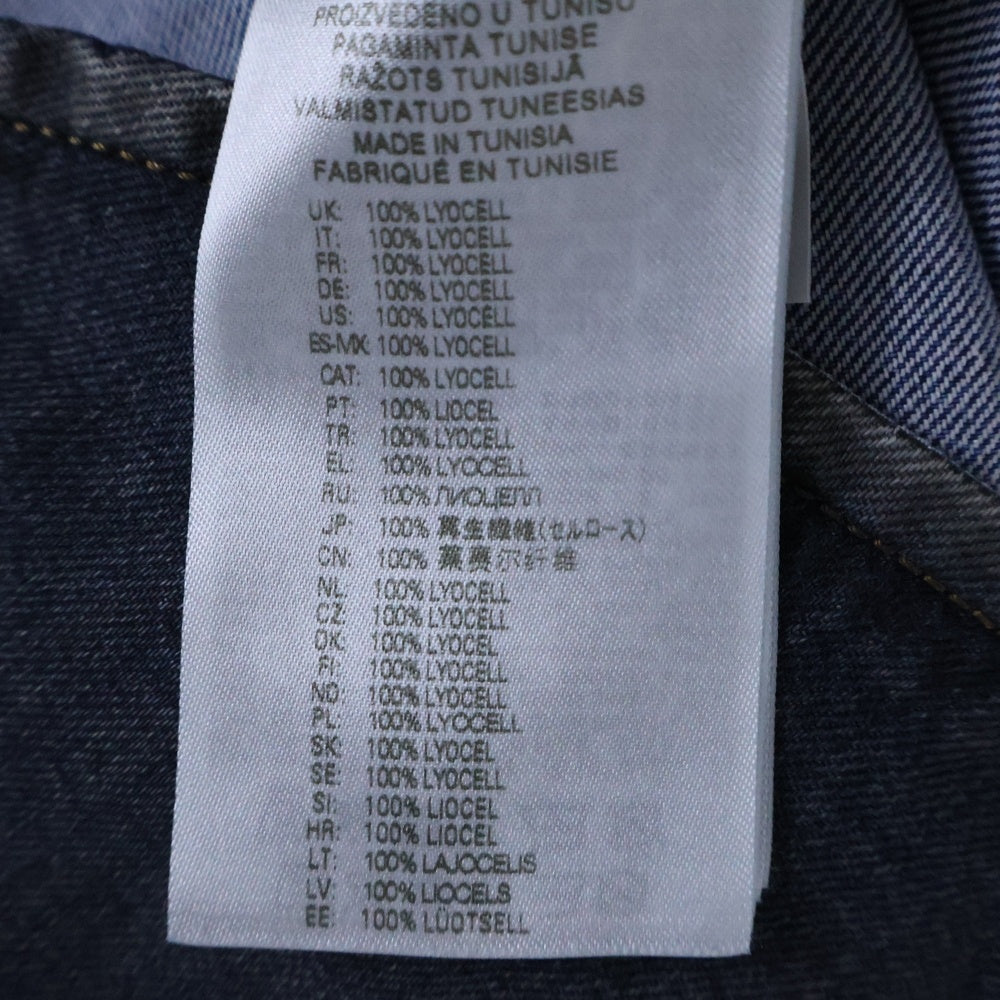 PROIZVEDENO U TUNISU
PAGAMINTA TUNISE
RAŽOTS TUNISIJĀ
VALMISTATUD TUNEESIAS
MADE IN TUNISIA
FABRIQUÉ EN TUNISIE
UK: 100% LYOCELL
IT: 100% LYOCELL
FR: 100% LYOCELL
DE: 100% LYOCELL
US: 100% LYOCELL
ES-MX: 100% LYOCELL
CAT: 100% LYOCELL
PT: 100% LIOCEL
TR: 100% LYOCELL
EL: 100% LYOCELL
RU: 100% ЛИОЦЕЛЛ
JP: 100% 再生繊維(セルロース)
CN: 100% 莱赛尔纤维
NL: 100% LYOCELL
CZ: 100% LYOCELL
DK: 100% LYOCEL
FI: 100% LYOCELL
NO: 100% LYOCELL
PL: 100% LYOCELL
SK: 100% LYOCEL
SE: 100% LYOCELL
SI: 100% LIOCEL
HR: 100% LIOCEL
LT: 100% LAJOCELIS
LV: 100% LIOCELS
EE: 100% LÜOTSELL